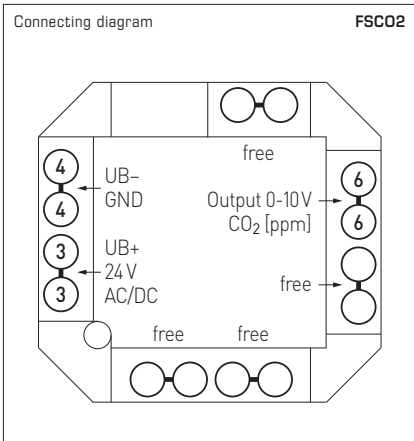 Connecting diagram
FSCO2
free
4
4
UB–
GND
Output 0-10 V
CO₂ [ppm]
6
6
3
3
UB+
24 V
AC/DC
free
free
free